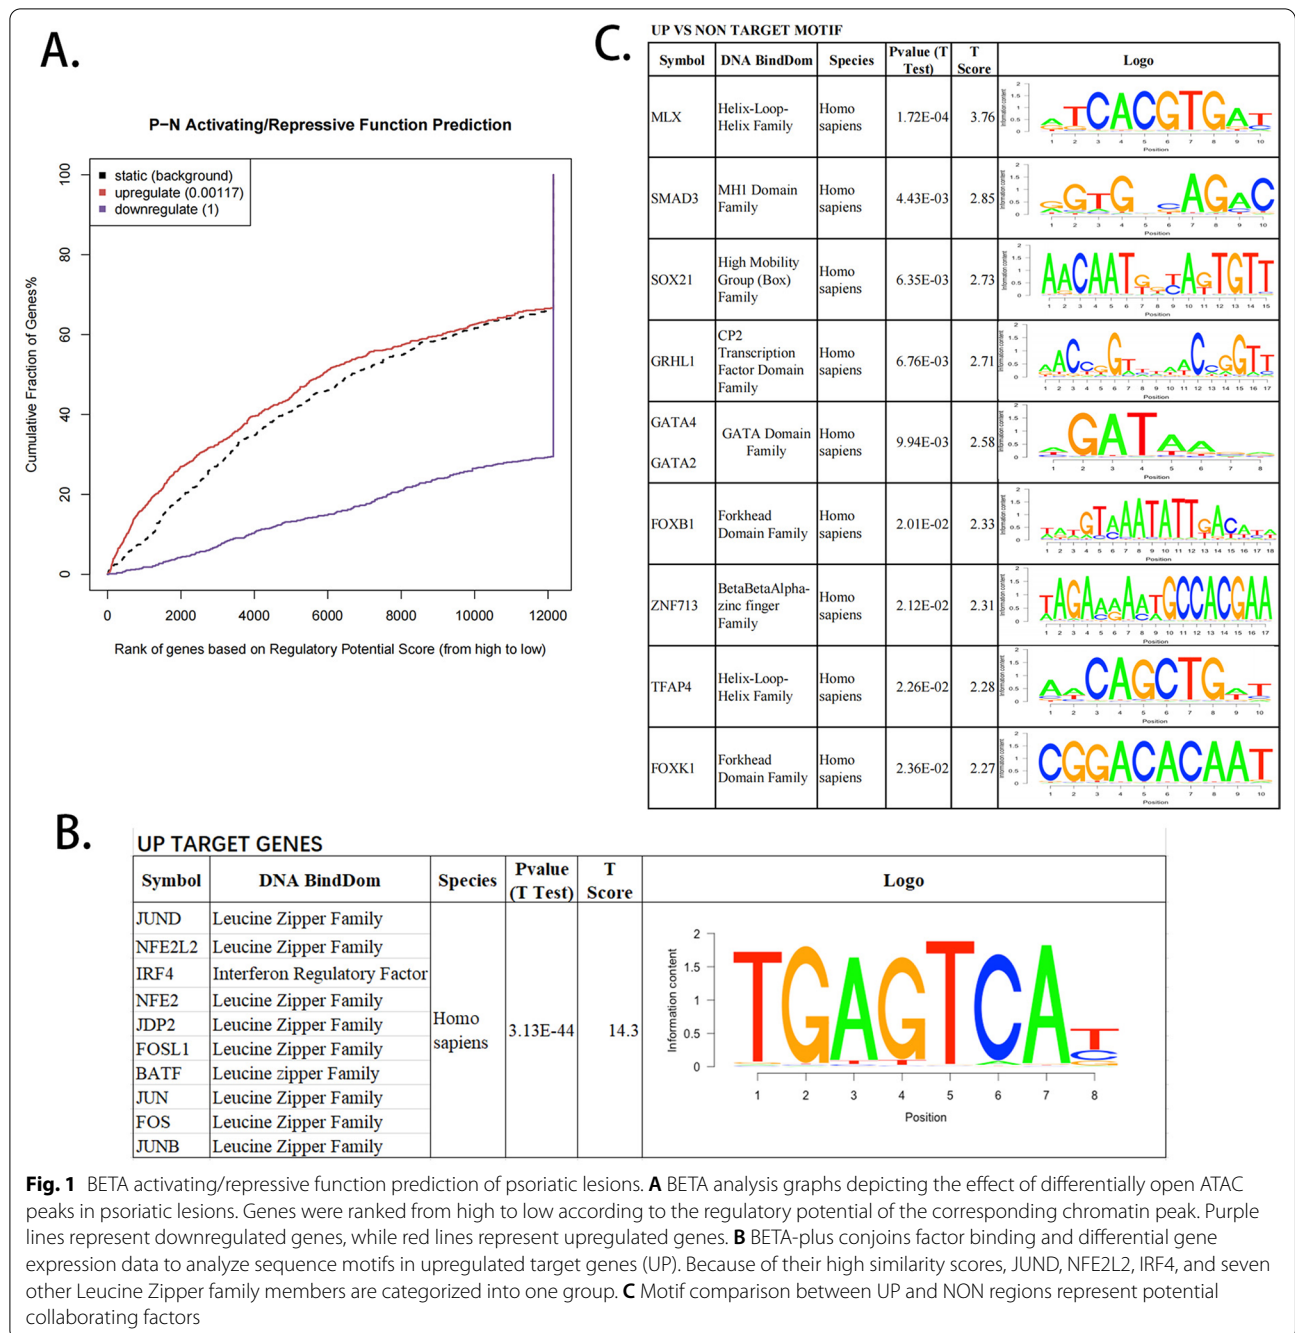 A.
P−N Activating/Repressive Function Prediction
static (background)
upregulate (0.00117)
downregulate (1)
Cumulative Fraction of Genes%
0
20
40
60
80
100
0 2000 4000 6000 8000 10000 12000
Rank of genes based on Regulatory Potential Score (from high to low)
C.
UP VS NON TARGET MOTIF
Symbol DNA BindDom Species Pvalue (T Test) T Score Logo
MLX Helix-Loop-Helix Family Homo sapiens 1.72E-04 3.76
SMAD3 MH1 Domain Family Homo sapiens 4.43E-03 2.85
SOX21 High Mobility Group (Box) Family Homo sapiens 6.35E-03 2.73
GRHL1 CP2 Transcription Factor Domain Family Homo sapiens 6.76E-03 2.71
GATA4 GATA2 GATA Domain Family Homo sapiens 9.94E-03 2.58
FOXB1 Forkhead Domain Family Homo sapiens 2.01E-02 2.33
ZNF713 BetaBetaAlpha-zinc finger Family Homo sapiens 2.12E-02 2.31
TFAP4 Helix-Loop-Helix Family Homo sapiens 2.26E-02 2.28
FOXK1 Forkhead Domain Family Homo sapiens 2.36E-02 2.27
B.
UP TARGET GENES
Symbol DNA BindDom Species Pvalue (T Test) T Score Logo
JUND Leucine Zipper Family
NFE2L2 Leucine Zipper Family
IRF4 Interferon Regulatory Factor
NFE2 Leucine Zipper Family
JDP2 Leucine Zipper Family
FOSL1 Leucine Zipper Family
BATF Leucine zipper Family
JUN Leucine Zipper Family
FOS Leucine Zipper Family
JUNB Leucine Zipper Family
Homo sapiens 3.13E-44 14.3
Information content
2
1.5
1
0.5
0
TGAGTCAT
1 2 3 4 5 6 7 8
Position
Fig. 1 BETA activating/repressive function prediction of psoriatic lesions. A BETA analysis graphs depicting the effect of differentially open ATAC
peaks in psoriatic lesions. Genes were ranked from high to low according to the regulatory potential of the corresponding chromatin peak. Purple
lines represent downregulated genes, while red lines represent upregulated genes. B BETA-plus conjoins factor binding and differential gene
expression data to analyze sequence motifs in upregulated target genes (UP). Because of their high similarity scores, JUND, NFE2L2, IRF4, and seven
other Leucine Zipper family members are categorized into one group. C Motif comparison between UP and NON regions represent potential
collaborating factors